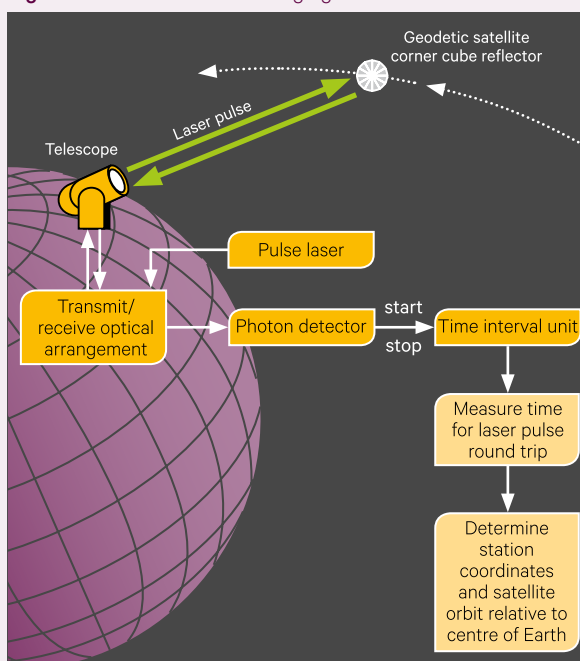 Geodetic satellite
corner cube reflector
Laser pulse
Telescope
Pulse laser
Transmit/
receive optical
arrangement
Photon detector
start
stop
Time interval unit
Measure time
for laser pulse
round trip
Determine
station
coordinates
and satellite
orbit relative to
centre of Earth